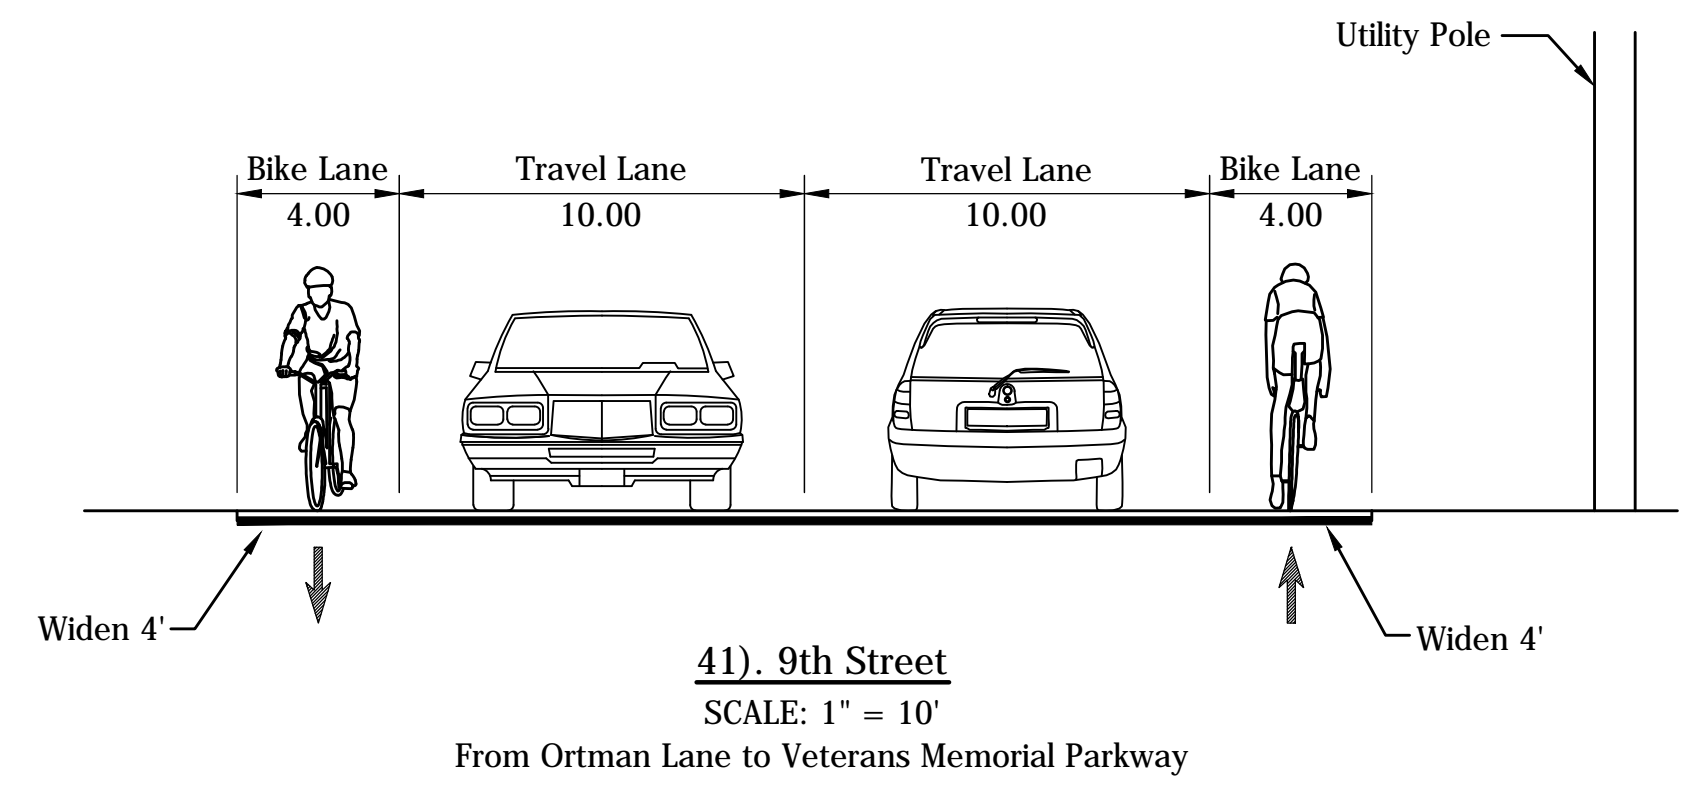 Utility Pole
Bike Lane Travel Lane Travel Lane Bike Lane
4.00 10.00 10.00 4.00
Widen 4' Widen 4'
41). 9th Street
SCALE: 1" = 10'
From Ortman Lane to Veterans Memorial Parkway